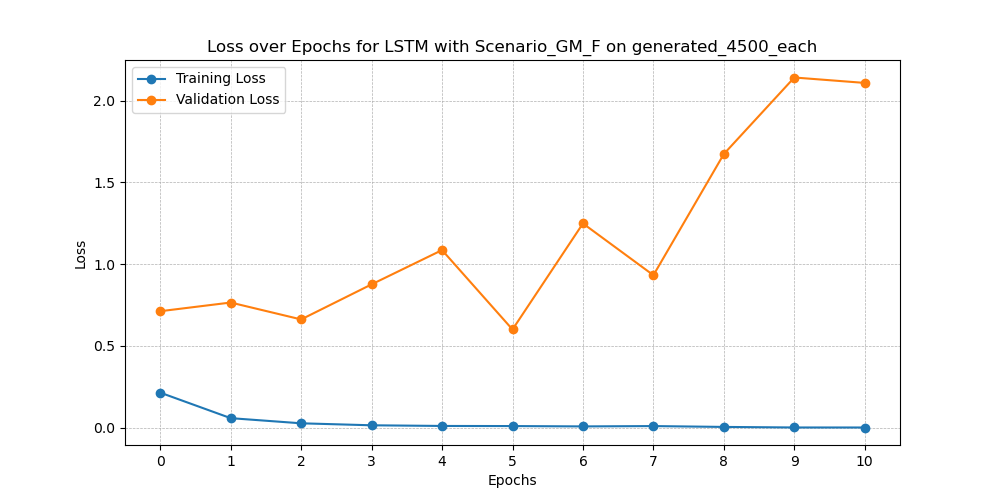 Loss over Epochs for LSTM with Scenario_GM_F on generated_4500_each
Training Loss
Validation Loss
2.0
1.5
1.0
0.5
0.0
Loss
0 1 2 3 4 5 6 7 8 9 10
Epochs